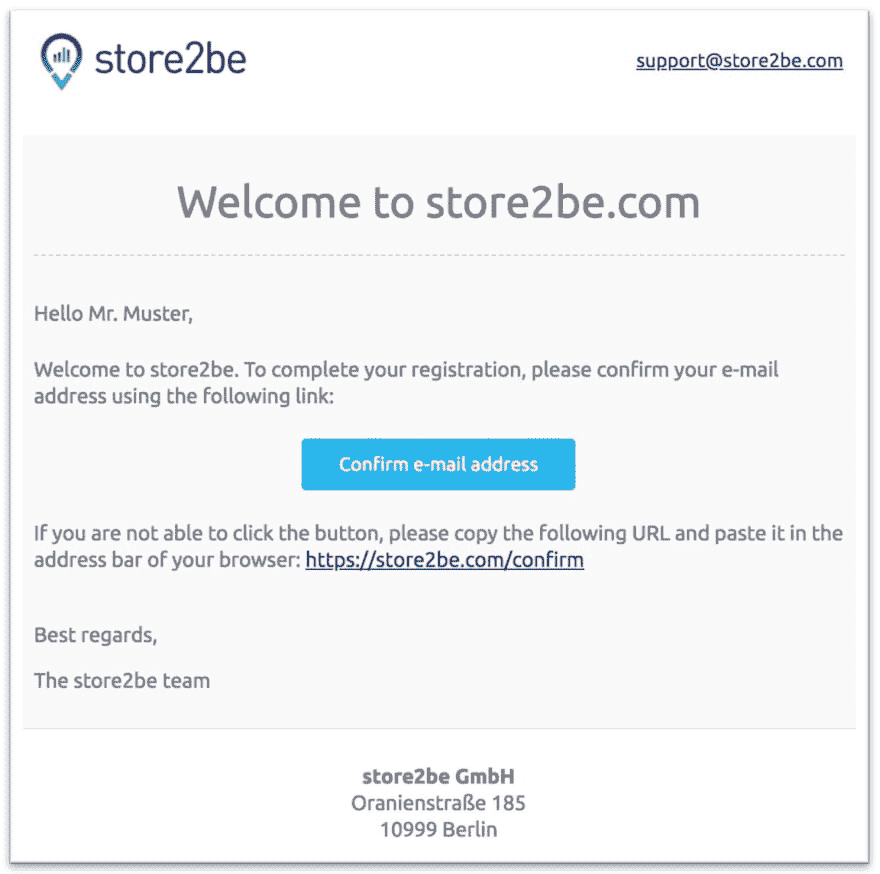 store2be
support@store2be.com
Welcome to store2be.com
Hello Mr. Muster,
Welcome to store2be. To complete your registration, please confirm your e-mail
address using the following link:
Confirm e-mail address
If you are not able to click the button, please copy the following URL and paste it in the
address bar of your browser: https://store2be.com/confirm
Best regards,
The store2be team
store2be GmbH
Oranienstraße 185
10999 Berlin